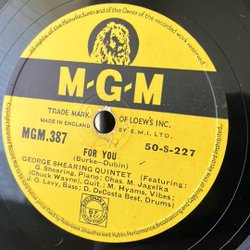 M-G-M
TRADE MARK OF LOEW'S INC.
MADE IN ENGLAND BY E.M.I. LTD.
MGM.387
50-S-227
FOR YOU
(Burke—Dubin)
GEORGE SHEARING QUINTET (Featuring:
G. Shearing, Piano; Chas. M. Jagelka
(Chuck Wayne), Guit.; M. Hyams, Vibes;
J. Levy, Bass; D. DeCosta Best, Drums)